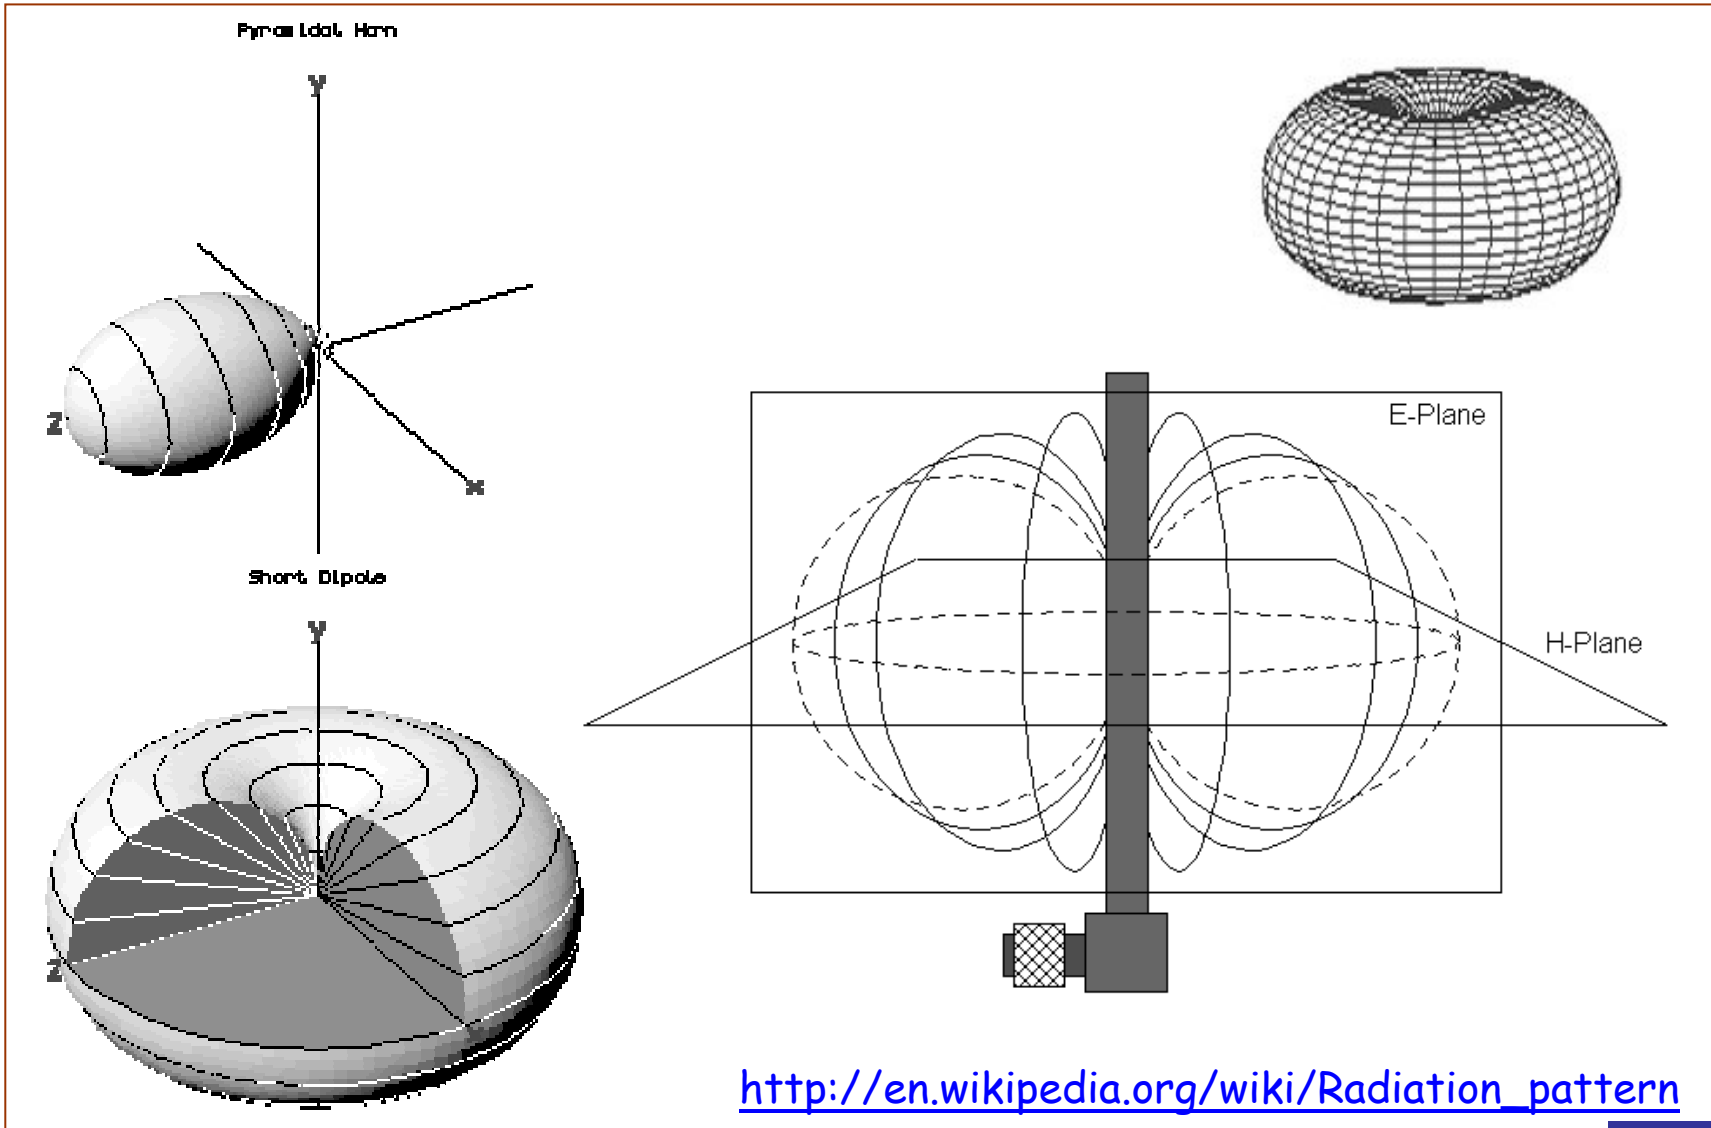 Pyramidal Horn
Y
Z
x
Short Dipole
Y
Z
E-Plane
H-Plane
http://en.wikipedia.org/wiki/Radiation_pattern